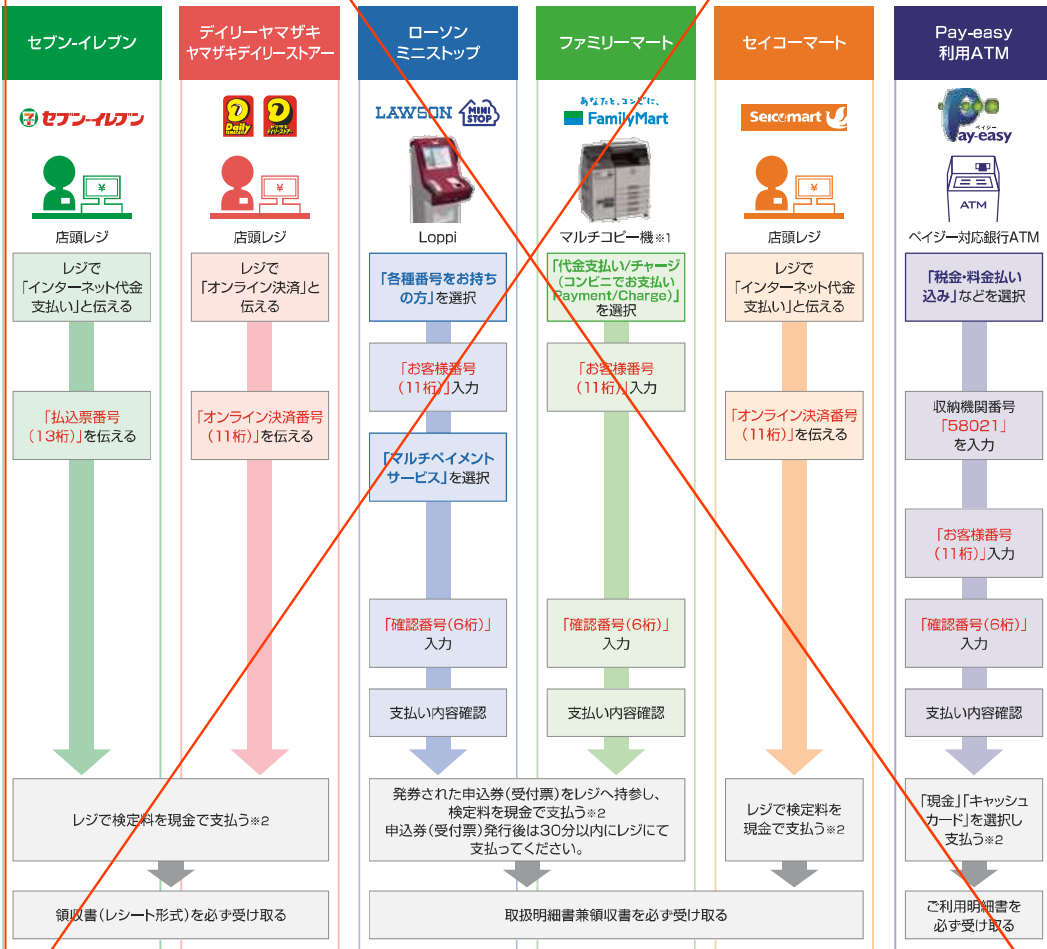 セブン-イレブン
デイリーヤマザキ
ヤマザキデイリーストアー
ローソン
ミニストップ
ファミリーマート
セイコーマート
Pay-easy
利用ATM
セブン-イレブン
Daily
デイリーストアー
LAWSON
MINI
STOP
あなたと、コンビに、
FamilyMart
Seicomart
ペイジー
Pay-easy
¥
¥
¥
ATM
店頭レジ
店頭レジ
Loppi
マルチコピー機※1
店頭レジ
ペイジー対応銀行ATM
レジで
「インターネット代金
支払い」と伝える
レジで
「オンライン決済」と
伝える
「各種番号をお持ち
の方」を選択
「代金支払い/チャージ
(コンビニでお支払い
Payment/Charge)」
を選択
レジで
「インターネット代金
支払い」と伝える
「税金・料金払い
込み」などを選択
「お客様番号
(11桁)」入力
「お客様番号
(11桁)」入力
「払込票番号
(13桁)」を伝える
「オンライン決済番号
(11桁)」を伝える
「マルチペイメント
サービス」を選択
「オンライン決済番号
(11桁)」を伝える
収納機関番号
「58021」
を入力
「お客様番号
(11桁)」入力
「確認番号(6桁)」
入力
「確認番号(6桁)」
入力
「確認番号(6桁)」
入力
支払い内容確認
支払い内容確認
支払い内容確認
レジで検定料を現金で支払う※2
発券された申込券(受付票)をレジへ持参し、
検定料を現金で支払う※2
申込券(受付票)発行後は30分以内にレジにて
支払ってください。
レジで検定料を
現金で支払う※2
「現金」「キャッシュ
カード」を選択し
支払う※2
領収書(レシート形式)を必ず受け取る
取扱明細書兼領収書を必ず受け取る
ご利用明細書を
必ず受け取る